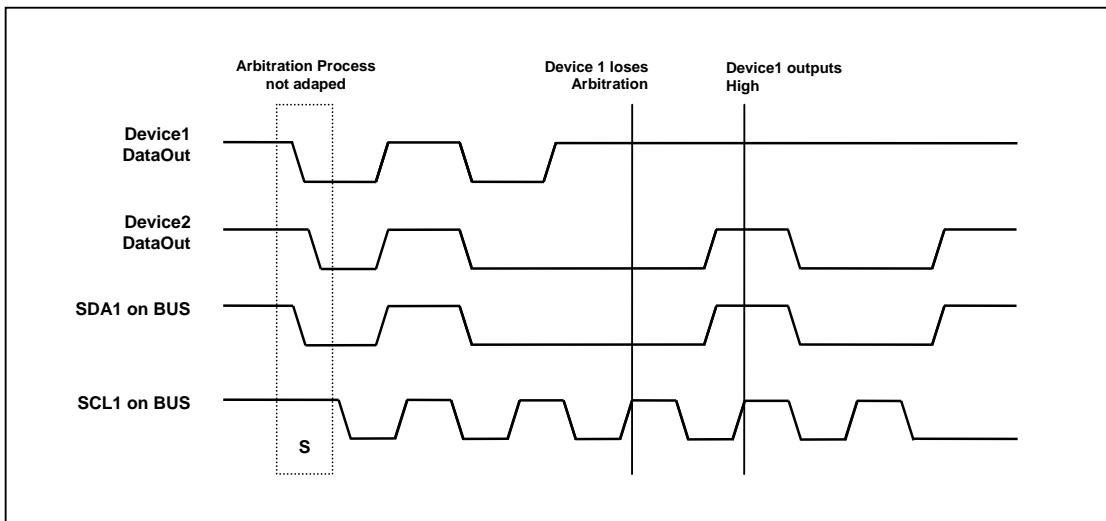 Arbitration Process
not adaped
Device 1 loses
Arbitration
Device1 outputs
High
Device1
DataOut
Device2
DataOut
SDA1 on BUS
SCL1 on BUS
S